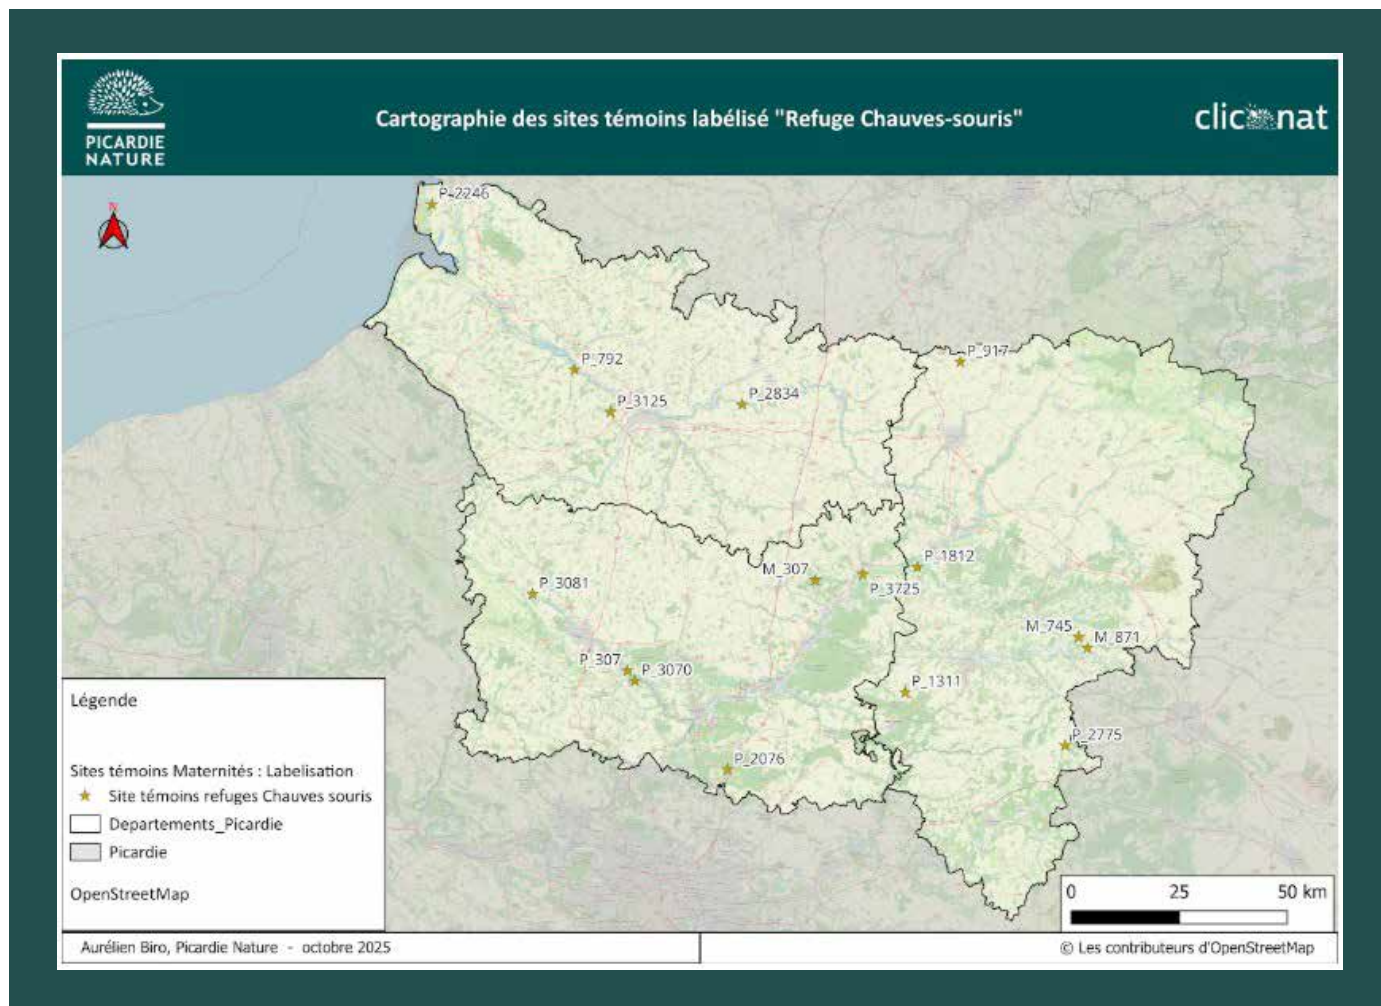 PICARDIE
NATURE
Cartographie des sites témoins labélisé "Refuge Chauves-souris"
clic nat
N
P_2246
P_792
P_917
P_3125
P_2834
P_1812
M_307
P_3725
P_3081
M_745
M_871
P_307
P_3070
P_1311
P_2775
P_2076
Légende
Sites témoins Maternités : Labelisation
Site témoins refuges Chauves souris
Departements_Picardie
Picardie
OpenStreetMap
0 25 50 km
Aurélien Biro, Picardie Nature - octobre 2025
© Les contributeurs d'OpenStreetMap